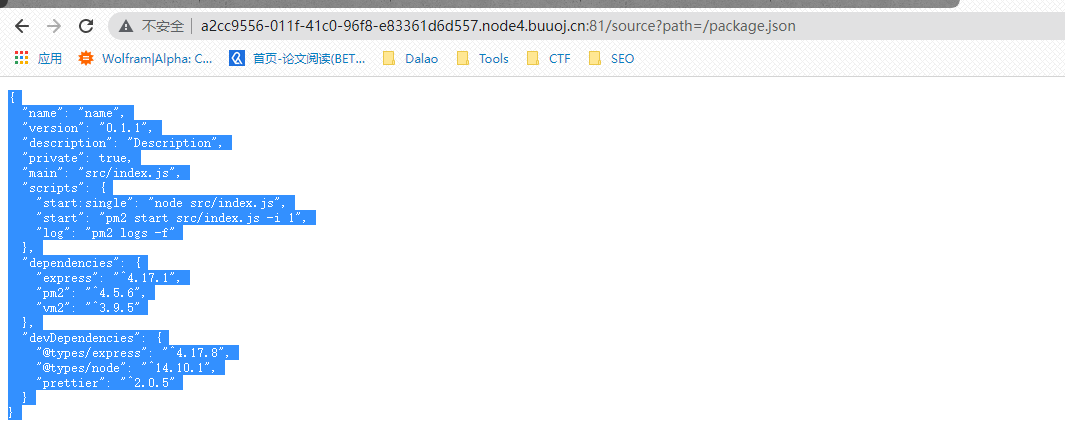 不安全 a2cc9556-011f-41c0-96f8-e83361d6d557.node4.buuoj.cn:81/source?path=/package.json
应用 Wolfram|Alpha: C... 首页-论文阅读(BET... Dalao Tools CTF SEO
{
"name": "name",
"version": "0.1.1",
"description": "Description",
"private": true,
"main": "src/index.js",
"scripts": {
"start:single": "node src/index.js",
"start": "pm2 start src/index.js -i 1",
"log": "pm2 logs -f"
},
"dependencies": {
"express": "^4.17.1",
"pm2": "^4.5.6",
"vm2": "^3.9.5"
},
"devDependencies": {
"@types/express": "^4.17.8",
"@types/node": "^14.10.1",
"prettier": "^2.0.5"
}
}